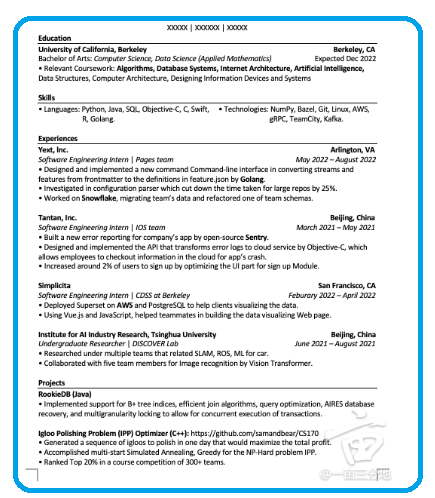 XXXXX | XXXXXX | XXXXX
Education
University of California, Berkeley Berkeley, CA
Bachelor of Arts: Computer Science, Data Science (Applied Mathematics) Expected Dec 2022
• Relevant Coursework: Algorithms, Database Systems, Internet Architecture, Artificial Intelligence,
Data Structures, Computer Architecture, Designing Information Devices and Systems
Skills
• Languages: Python, Java, SQL, Objective-C, C, Swift, • Technologies: NumPy, Bazel, Git, Linux, AWS,
R, Golang. gRPC, TeamCity, Kafka.
Experiences
Yext, Inc. Arlington, VA
Software Engineering Intern | Pages team May 2022 – August 2022
• Designed and implemented a new command Command-line interface in converting streams and
features from frontmatter to the definitions in feature.json by Golang.
• Investigated in configuration parser which cut down the time taken for large repos by 25%.
• Worked on Snowflake, migrating team's data and refactored one of team schemas.
Tantan, Inc. Beijing, China
Software Engineering Intern | IOS team March 2021 – May 2021
• Built a new error reporting for company's app by open-source Sentry.
• Designed and implemented the API that transforms error logs to cloud service by Objective-C, which
allows employees to checkout information in the cloud for app's crash.
• Increased around 2% of users to sign up by optimizing the UI part for sign up Module.
Simplicita San Francisco, CA
Software Engineering Intern | CDSS at Berkeley Feburary 2022 – April 2022
• Deployed Superset on AWS and PostgreSQL to help clients visualizing the data.
• Using Vue.js and JavaScript, helped teammates in building the data visualizing Web page.
Institute for AI Industry Research, Tsinghua University Beijing, China
Undergraduate Researcher | DISCOVER Lab June 2021 – August 2021
• Researched under multiple teams that related SLAM, ROS, ML for car.
• Collaborated with five team members for Image recognition by Vision Transformer.
Projects
RookieDB (Java)
• Implemented support for B+ tree indices, efficient join algorithms, query optimization, AIRES database
recovery, and multigranularity locking to allow for concurrent execution of transactions.
Igloo Polishing Problem (IPP) Optimizer (C++): https://github.com/samandbear/CS170
• Generated a sequence of igloos to polish in one day that would maximize the total profit.
• Accomplished multi-start Simulated Annealing, Greedy for the NP-Hard problem IPP.
• Ranked Top 20% in a course competition of 300+ teams.
@一亩三分地